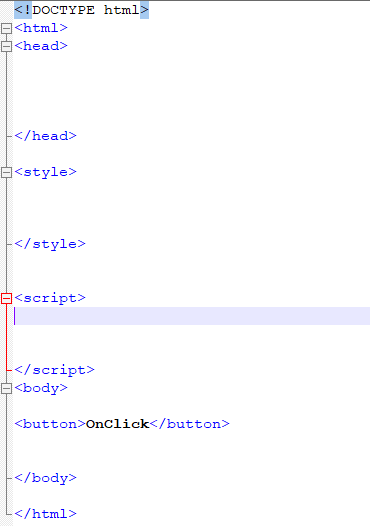 <!DOCTYPE html>
<html>
<head>
</head>
<style>
</style>
<script>
</script>
<body>
<button>OnClick</button>
</body>
</html>